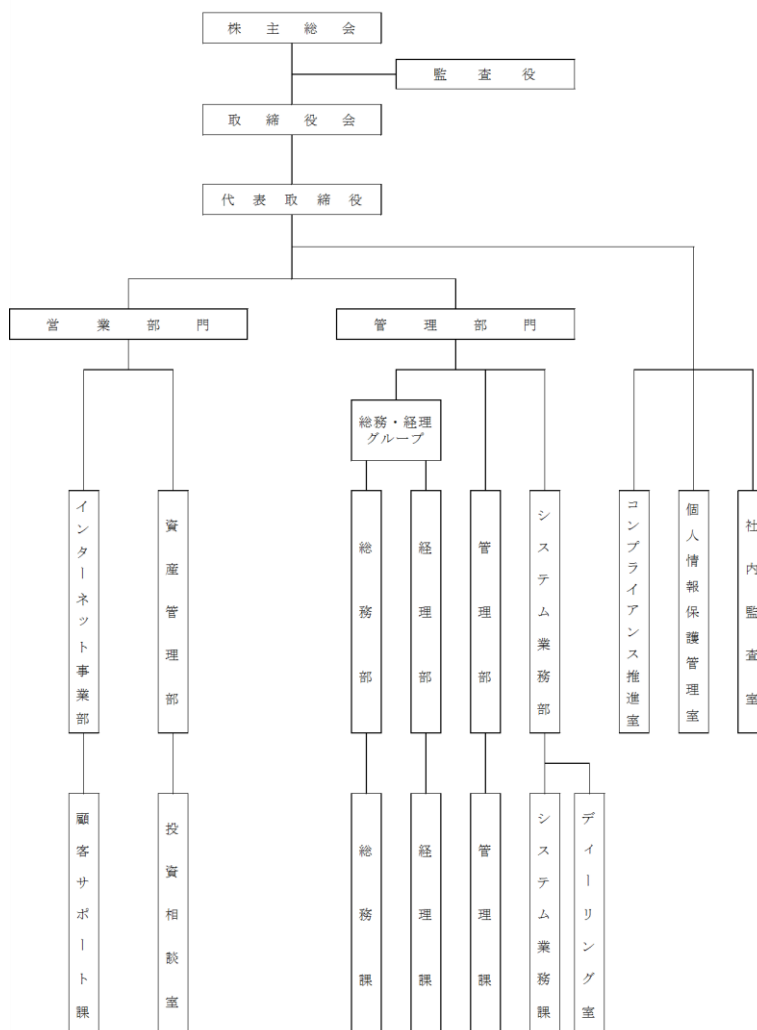 株主総会
監査役
取締役会
代表取締役
営業部門
管理部門
総務・経理
グループ
インターネット事業部
資産管理部
総務部
経理部
管理部
システム業務部
コンプライアンス推進室
個人情報保護管理室
社内監査室
顧客サポート課
投資相談室
総務課
経理課
管理課
システム業務課
ディーリング室